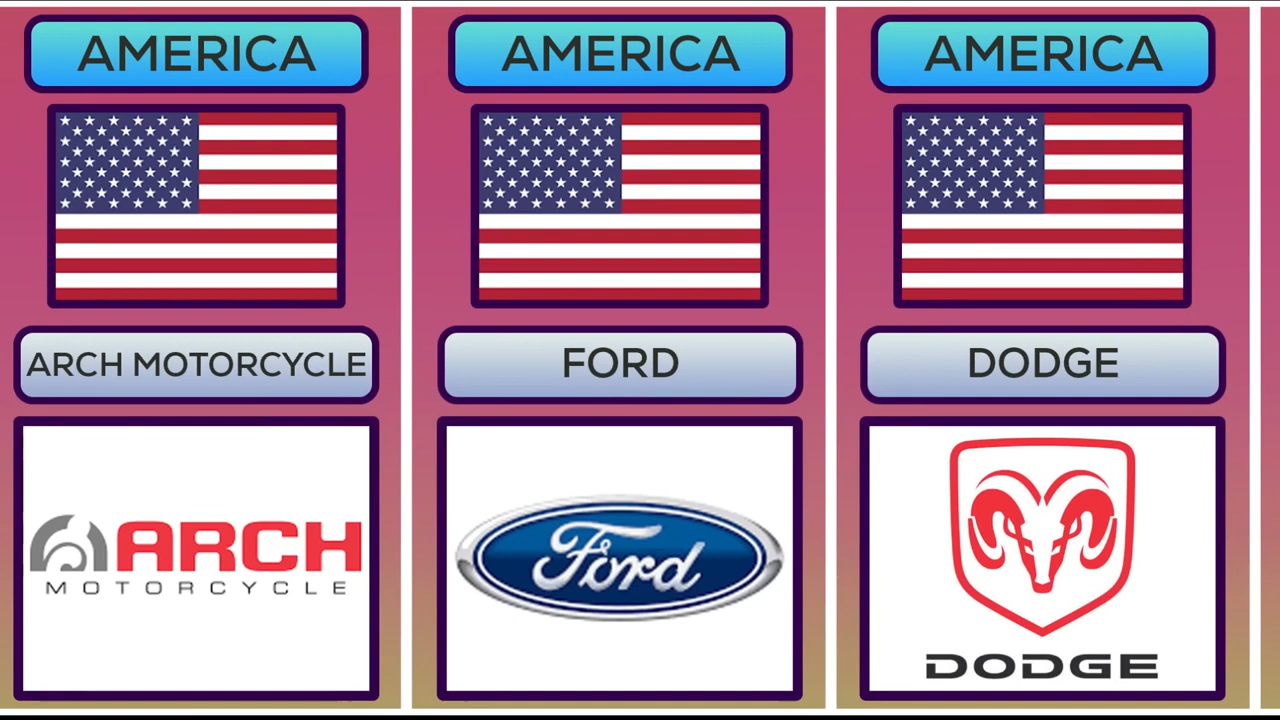 AMERICA
AMERICA
AMERICA
ARCH MOTORCYCLE
FORD
DODGE
ARCH
MOTORCYCLE
Ford
DODGE